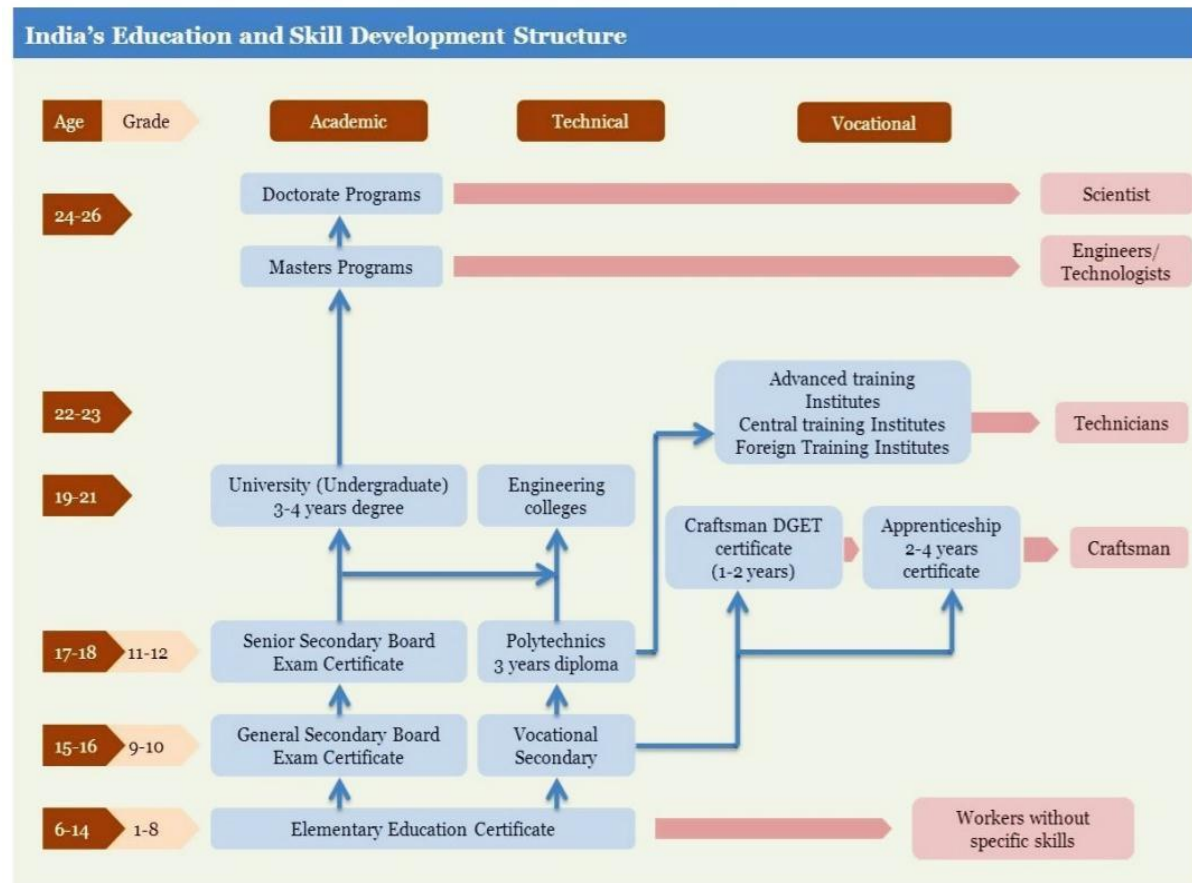 India's Education and Skill Development Structure
Age
Grade
Academic
Technical
Vocational
24-26
Doctorate Programs
Scientist
Masters Programs
Engineers/
Technologists
22-23
Advanced training
Institutes
Central training Institutes
Foreign Training Institutes
Technicians
19-21
University (Undergraduate)
3-4 years degree
Engineering
colleges
Craftsman DGET
certificate
(1-2 years)
Apprenticeship
2-4 years
certificate
Craftsman
17-18
11-12
Senior Secondary Board
Exam Certificate
Polytechnics
3 years diploma
15-16
9-10
General Secondary Board
Exam Certificate
Vocational
Secondary
6-14
1-8
Elementary Education Certificate
Workers without
specific skills